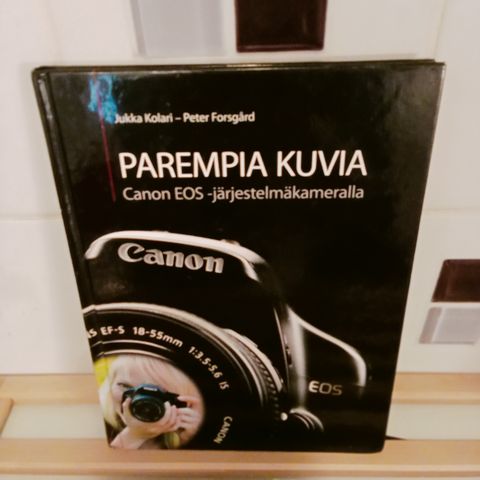 Jukka Kolari – Peter Forsgård
PAREMPIA KUVIA
Canon EOS -järjestelmäkameralla
Canon
EF-S 18-55mm 1:3.5-5.6 IS
CANON
EOS